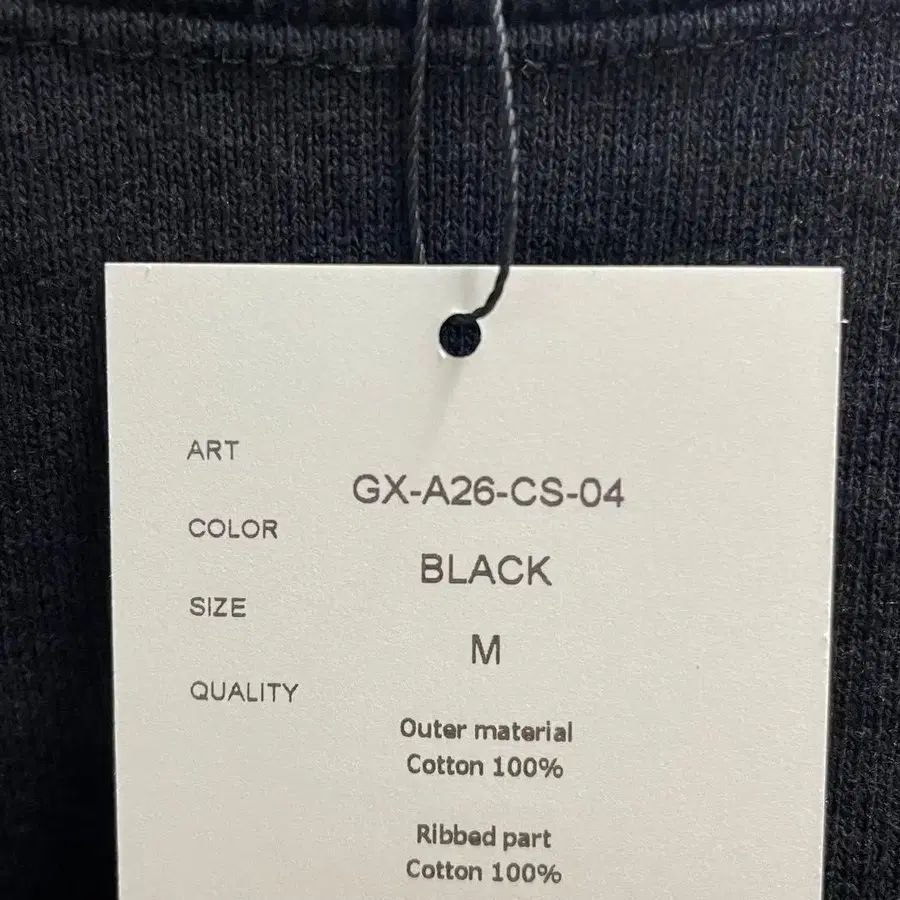 ART
GX-A26-CS-04
COLOR
BLACK
SIZE
M
QUALITY
Outer material
Cotton 100%
Ribbed part
Cotton 100%